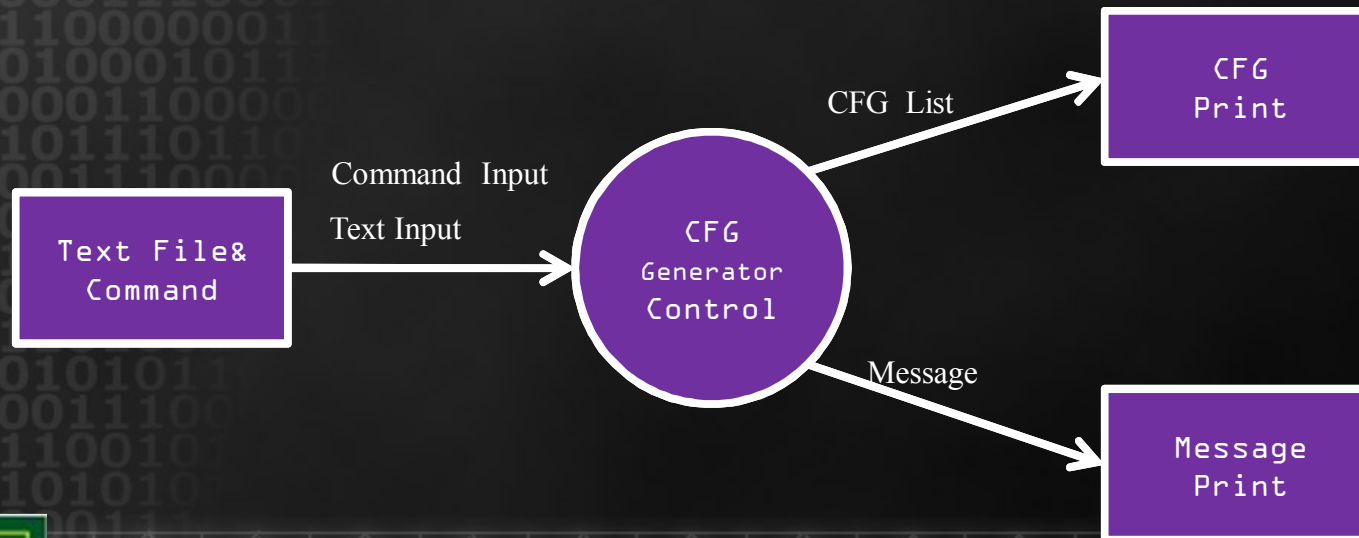 Text File&
Command
Command Input
Text Input
CFG
Generator
Control
CFG List
CFG
Print
Message
Message
Print